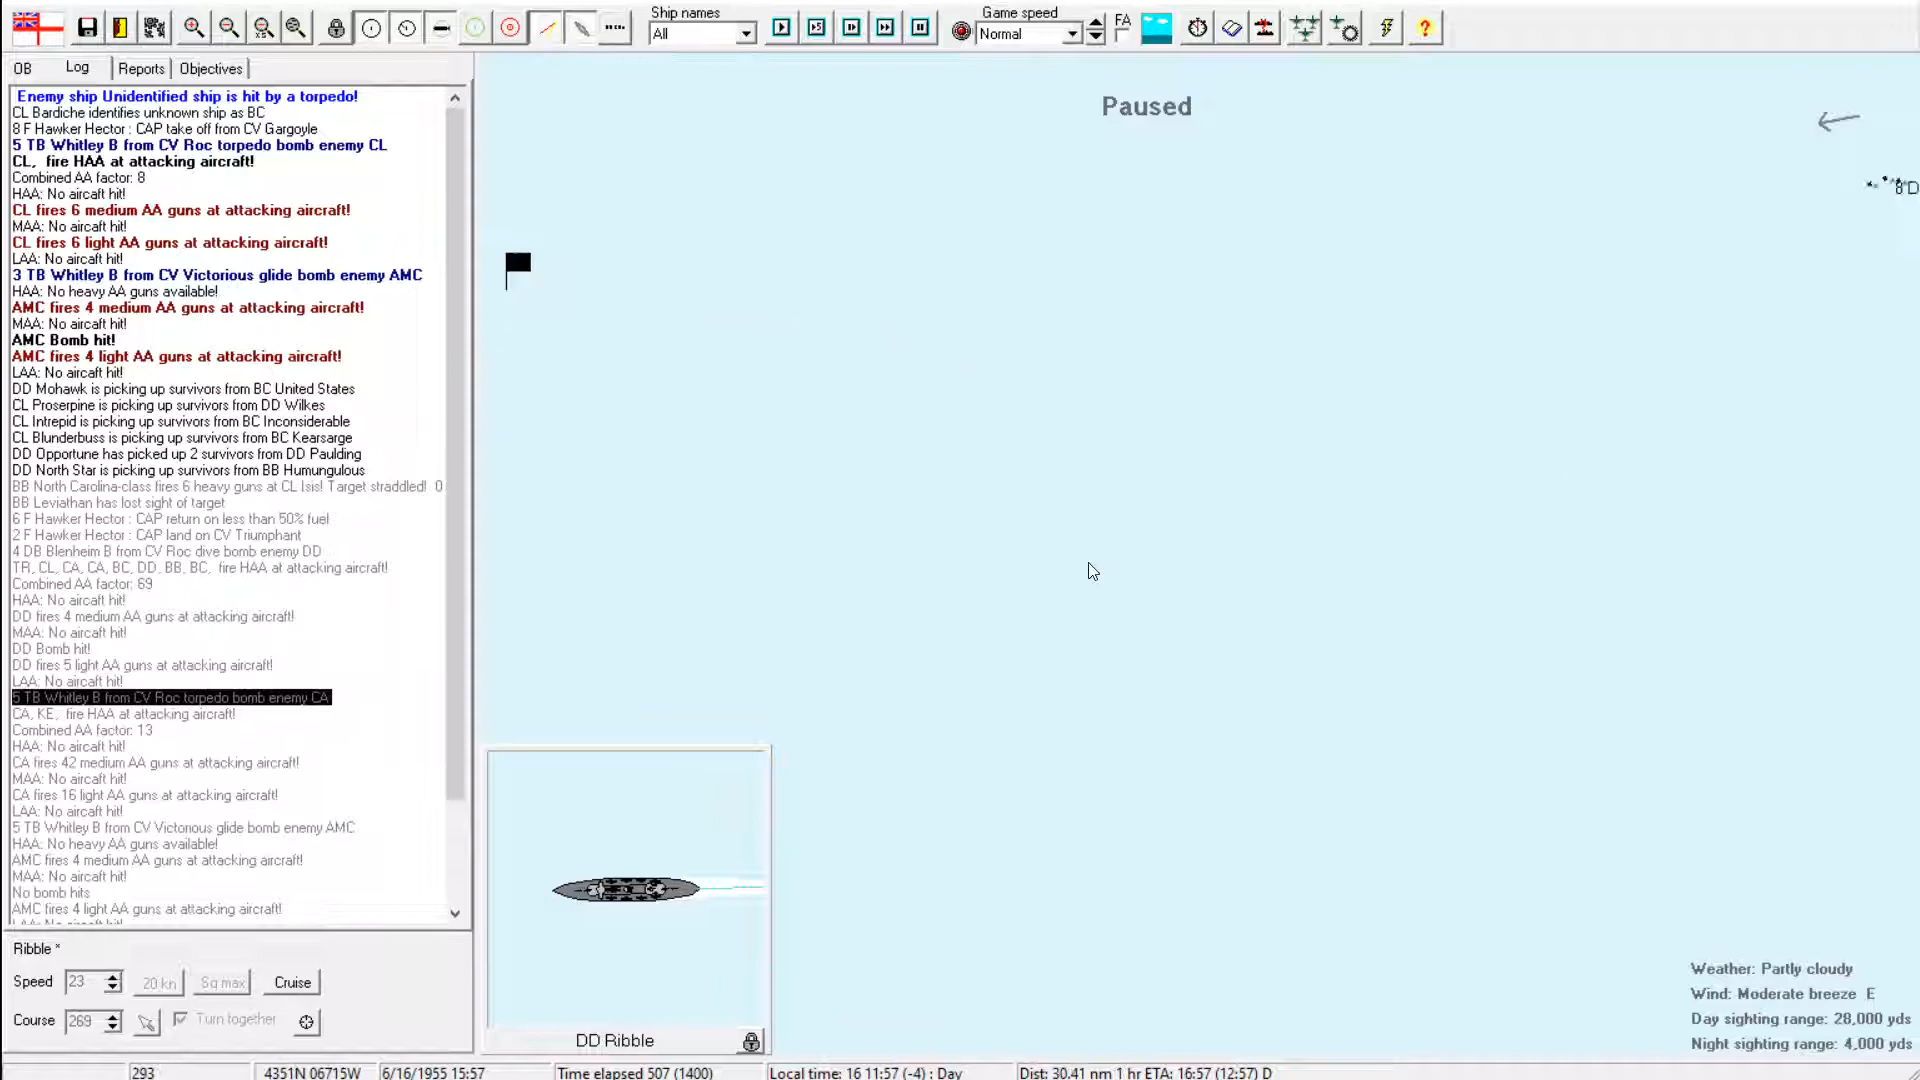 Ship names
All
Game speed
Normal
FA
OB
Log
Reports
Objectives
Enemy ship Unidentified ship is hit by a torpedo!
CL Bardiche identifies unknown ship as BC
8 F Hawker Hector : CAP take off from CV Gargoyle
5 TB Whitley B from CV Roc torpedo bomb enemy CL
CL, fire HAA at attacking aircraft!
Combined AA factor: 8
HAA: No aircaft hit!
CL fires 6 medium AA guns at attacking aircraft!
MAA: No aircaft hit!
CL fires 6 light AA guns at attacking aircraft!
LAA: No aircaft hit!
3 TB Whitley B from CV Victorious glide bomb enemy AMC
HAA: No heavy AA guns available!
AMC fires 4 medium AA guns at attacking aircraft!
MAA: No aircaft hit!
AMC Bomb hit!
AMC fires 4 light AA guns at attacking aircraft!
LAA: No aircaft hit!
DD Mohawk is picking up survivors from BC United States
CL Proserpine is picking up survivors from DD Wilkes
CL Intrepid is picking up survivors from BC Inconsiderable
CL Blunderbuss is picking up survivors from BC Kearsarge
DD Opportune has picked up 2 survivors from DD Paulding
DD North Star is picking up survivors from BB Humungulous
BB North Carolina-class fires 6 heavy guns at CL Isis! Target straddled! 0
BB Leviathan has lost sight of target
6 F Hawker Hector : CAP return on less than 50% fuel
2 F Hawker Hector : CAP land on CV Triumphant
4 DB Blenheim B from CV Roc dive bomb enemy DD
TR, CL, CA, CA, BC, DD, BB, BC, fire HAA at attacking aircraft!
Combined AA factor: 69
HAA: No aircaft hit!
DD fires 4 medium AA guns at attacking aircraft!
MAA: No aircaft hit!
DD Bomb hit!
DD fires 5 light AA guns at attacking aircraft!
LAA: No aircaft hit!
5 TB Whitley B from CV Roc torpedo bomb enemy CA
CA, KE, fire HAA at attacking aircraft!
Combined AA factor: 13
HAA: No aircaft hit!
CA fires 42 medium AA guns at attacking aircraft!
MAA: No aircaft hit!
CA fires 16 light AA guns at attacking aircraft!
LAA: No aircaft hit!
5 TB Whitley B from CV Victorious glide bomb enemy AMC
HAA: No heavy AA guns available!
AMC fires 4 medium AA guns at attacking aircraft!
MAA: No aircaft hit!
No bomb hits
AMC fires 4 light AA guns at attacking aircraft!
LAA: No aircaft hit!
Paused
8 D
Ribble *
Speed 23 20 kn Sq max Cruise
Course 269 Turn together
DD Ribble
Weather: Partly cloudy
Wind: Moderate breeze E
Day sighting range: 28,000 yds
Night sighting range: 4,000 yds
293
4351N 06715W
6/16/1955 15:57
Time elapsed 507 (1400)
Local time: 16 11:57 (-4) : Day
Dist: 30.41 nm 1 hr ETA: 16:57 (12:57) D